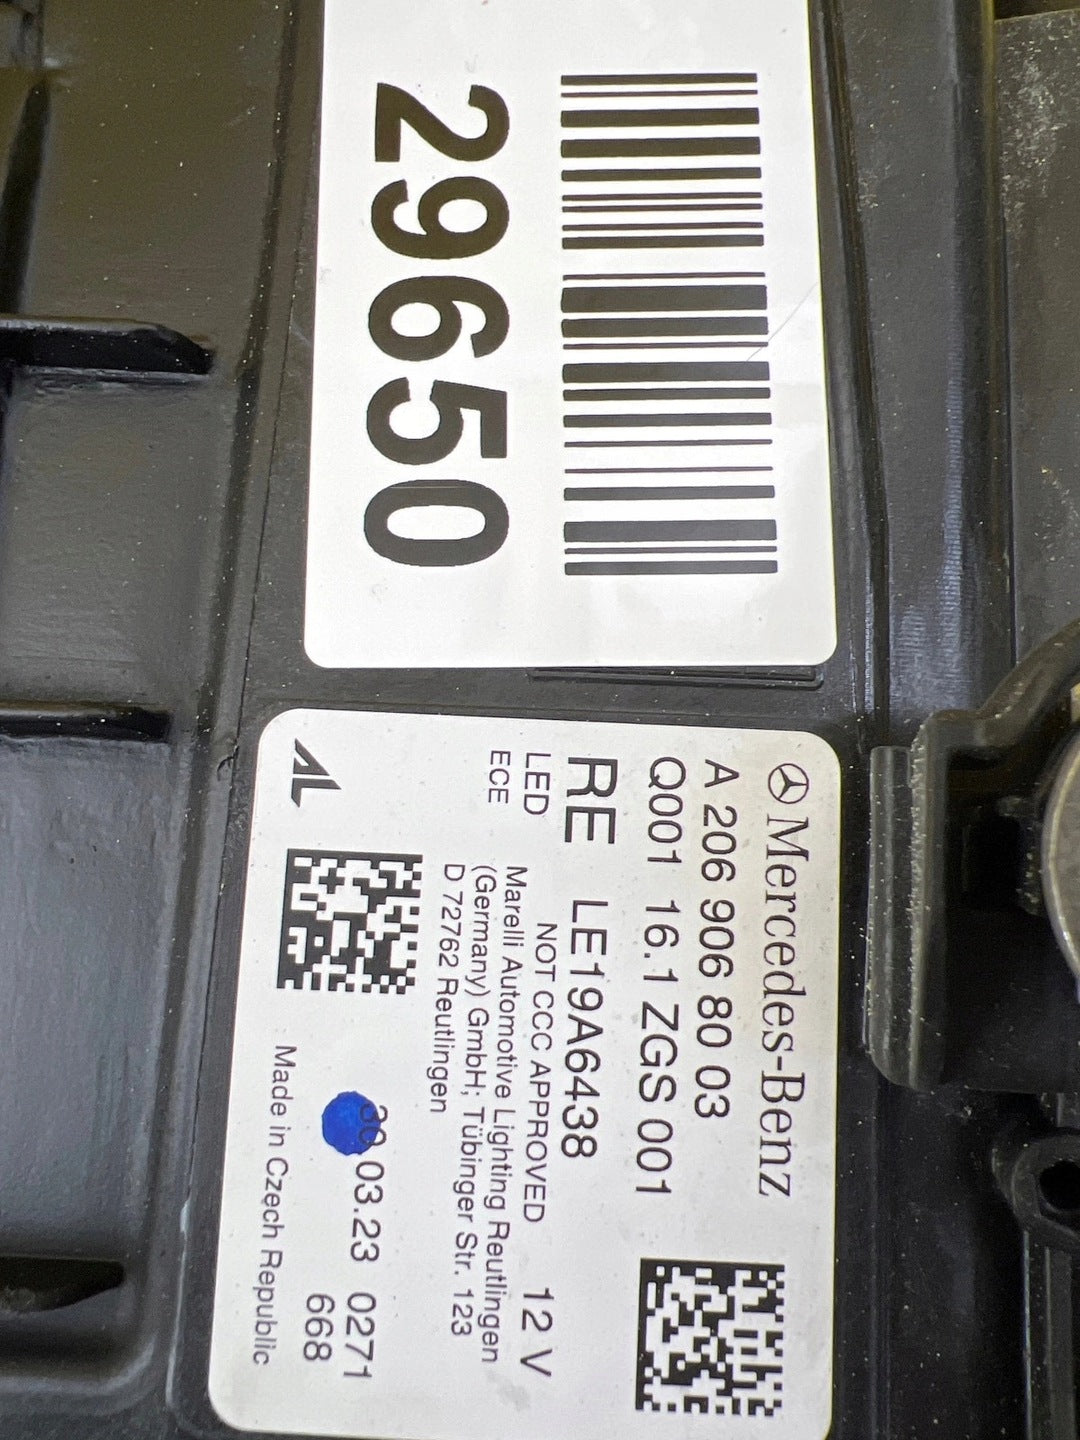 29650
Mercedes-Benz
A 206 906 80 03
Q001 16.1 ZGS 001
RE LE19A6438
LED NOT CCC APPROVED 12 V
ECE
Marelli Automotive Lighting Reutlingen
(Germany) GmbH; Tübinger Str. 123
D 72762 Reutlingen
30 03.23 0271
668
AL
Made in Czech Republic